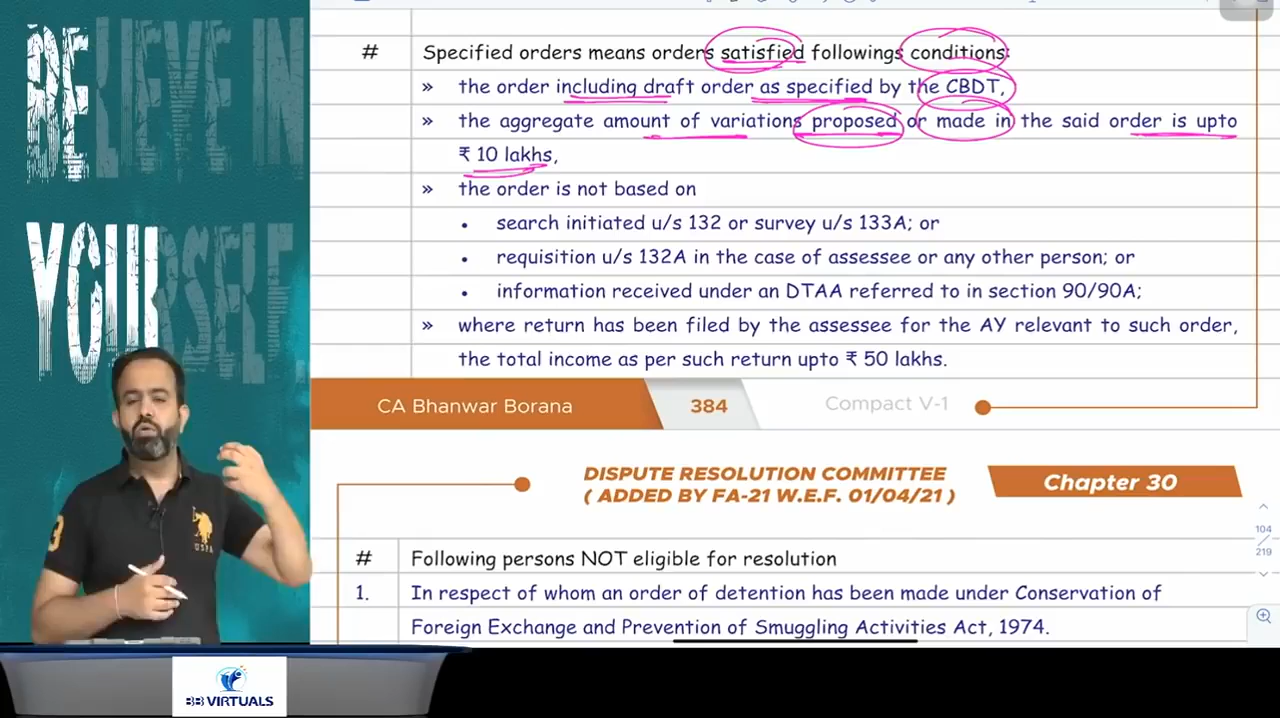 BELIEVE IN
YOURSELF
# Specified orders means orders satisfied followings conditions:
» the order including draft order as specified by the CBDT,
» the aggregate amount of variations proposed or made in the said order is upto
₹ 10 lakhs,
» the order is not based on
• search initiated u/s 132 or survey u/s 133A; or
• requisition u/s 132A in the case of assessee or any other person; or
• information received under an DTAA referred to in section 90/90A;
» where return has been filed by the assessee for the AY relevant to such order,
the total income as per such return upto ₹ 50 lakhs.
CA Bhanwar Borana 384 Compact V-1
DISPUTE RESOLUTION COMMITTEE
( ADDED BY FA-21 W.E.F. 01/04/21 )
Chapter 30
104
219
# Following persons NOT eligible for resolution
1. In respect of whom an order of detention has been made under Conservation of
Foreign Exchange and Prevention of Smuggling Activities Act, 1974.
3
USPA
BB VIRTUALS